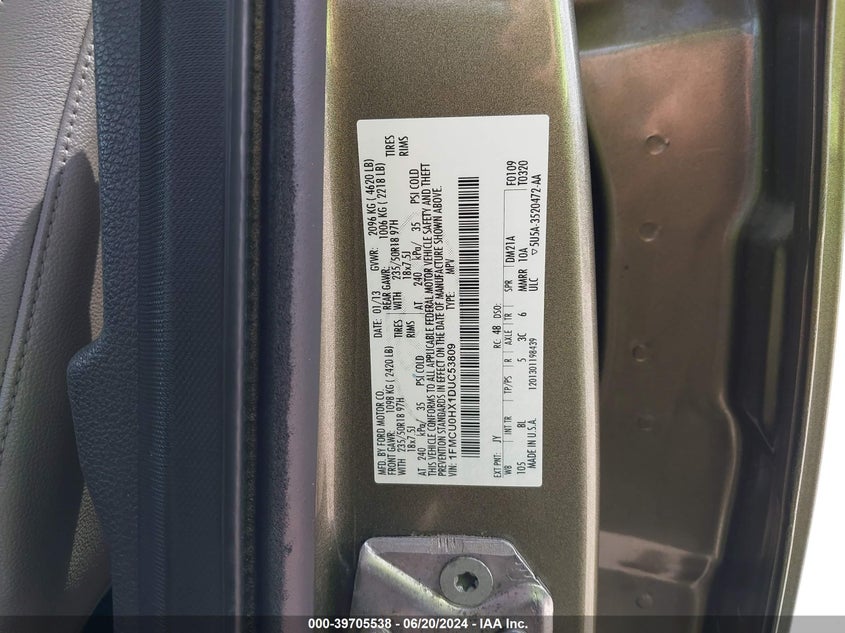 MFD. BY FORD MOTOR CO.
DATE: 01/13 GVWR: 2096 KG ( 4620 LB)
FRONT GAWR: 1098 KG ( 2420 LB) REAR GAWR: 1006 KG ( 2218 LB)
WITH 235/50R18 97H TIRES WITH 235/50R18 97H TIRES
18x7.5J RIMS 18x7.5J RIMS
AT 240 kPa/ 35 PSI COLD AT 240 kPa/ 35 PSI COLD
THIS VEHICLE CONFORMS TO ALL APPLICABLE FEDERAL MOTOR VEHICLE SAFETY AND THEFT
PREVENTION STANDARDS IN EFFECT ON THE DATE OF MANUFACTURE SHOWN ABOVE.
VIN: 1FMCU0HX1DUC53809 TYPE: MPV
EXT PNT: JY RC: 48 DSO: F0109
WB INT TR TP/PS R AXLE TR SPR DM21A T0320
105 BL 5 3C 6 MMRR 10A
MADE IN U.S.A. 1201301198439 ULC 5U5A-3520472-AA
000-39705538 - 06/20/2024 - IAA Inc.